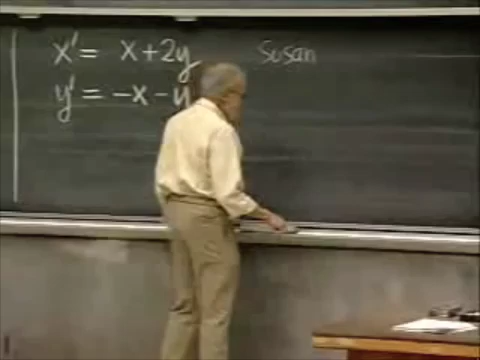 x' = x + 2y Susan
y' = -x - y